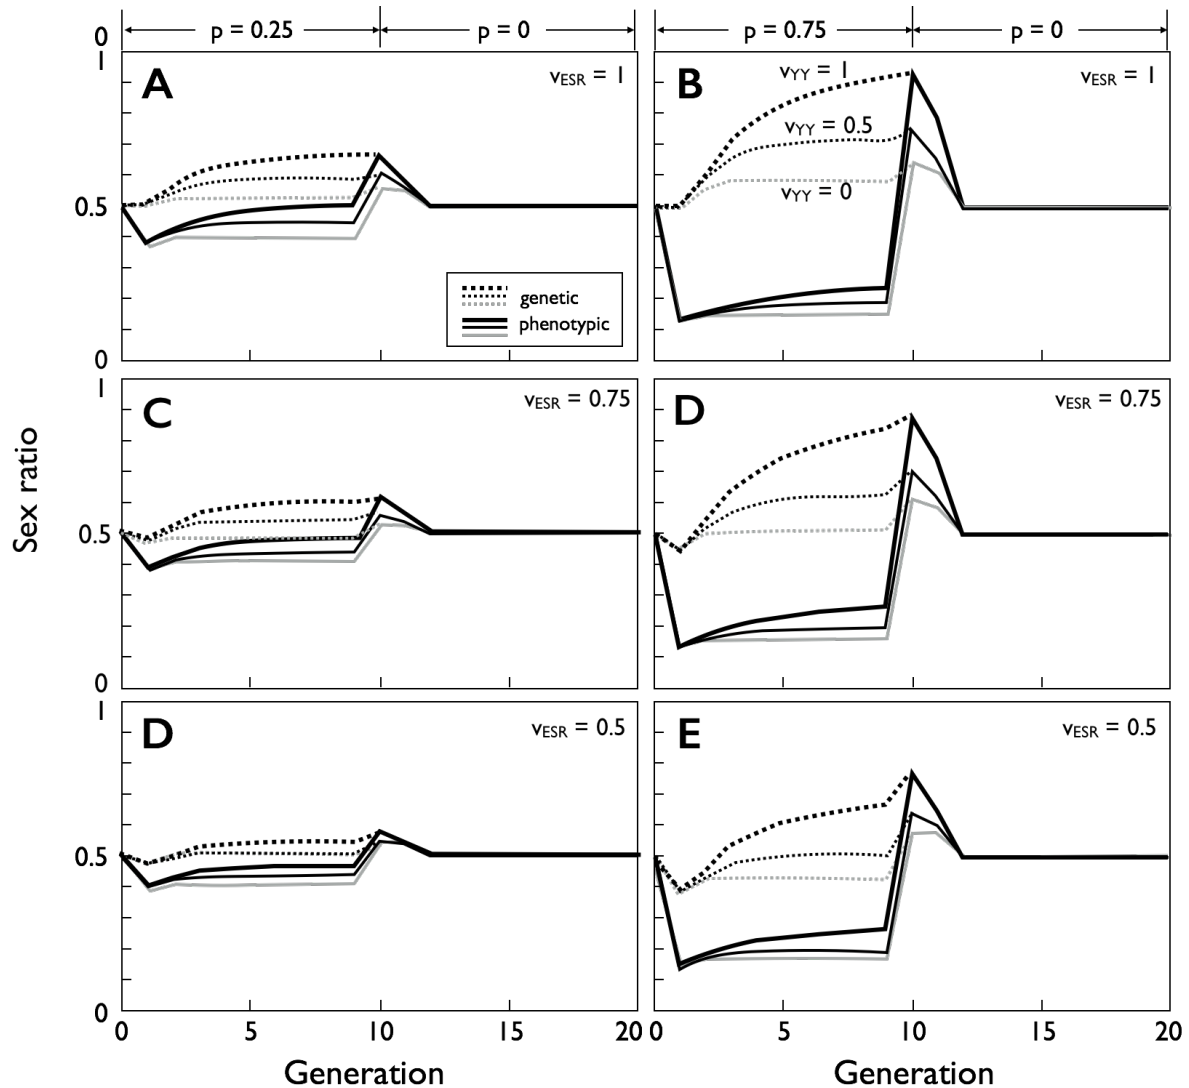 p = 0.25 p = 0 p = 0.75 p = 0
0
1
A vESR = 1 B vYY = 1 vESR = 1
vYY = 0.5
0.5 vYY = 0
genetic
phenotypic
0
1
C vESR = 0.75 D vESR = 0.75
Sex ratio
0.5
0
1
D vESR = 0.5 E vESR = 0.5
0.5
0
0 5 10 15 20 0 5 10 15 20
Generation Generation